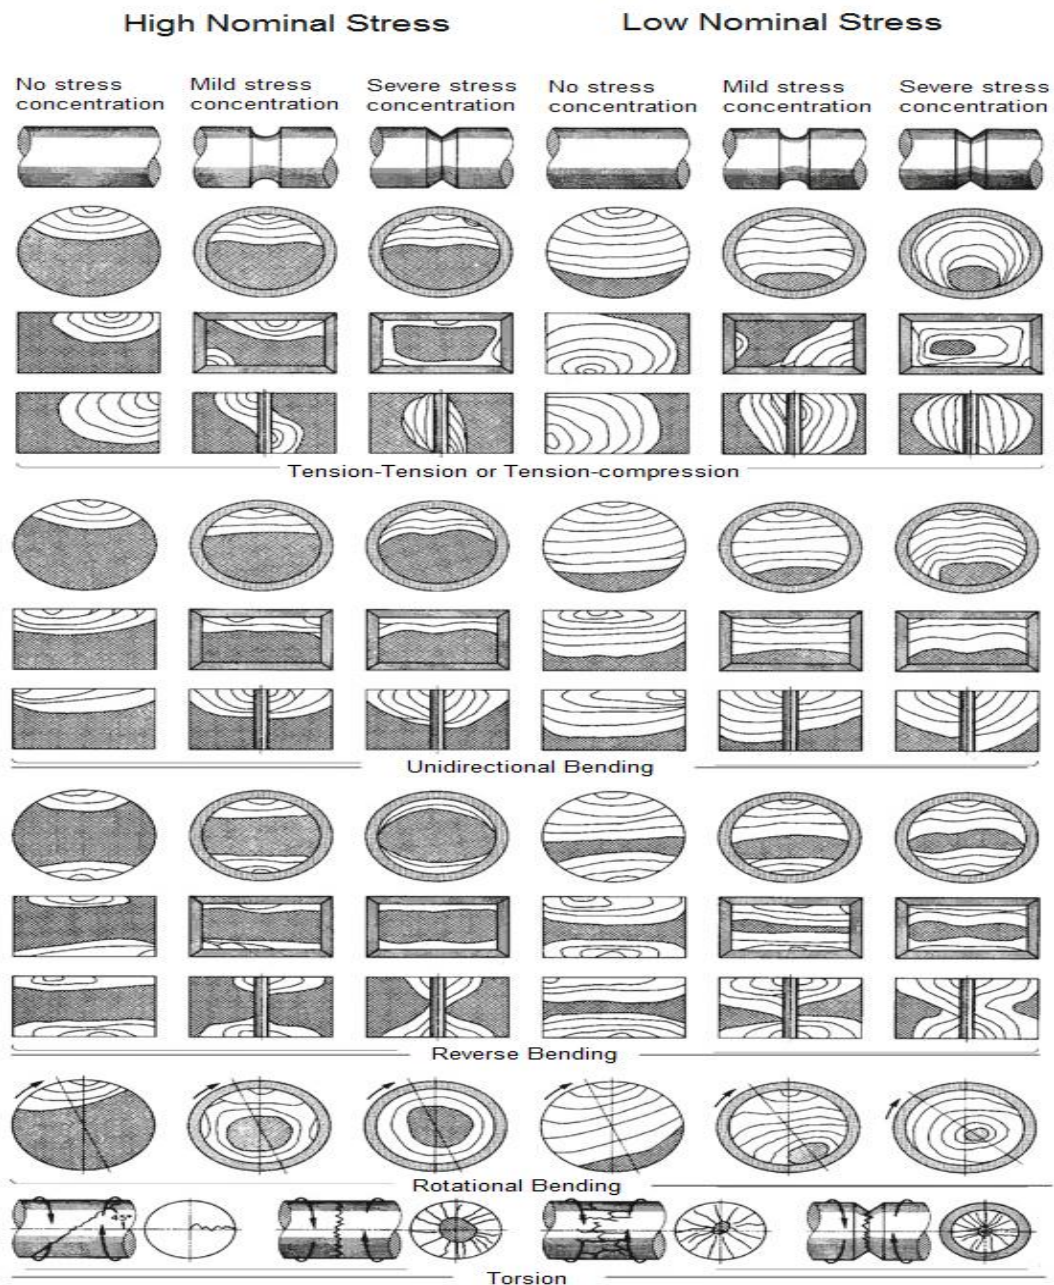 High Nominal Stress
Low Nominal Stress
No stress
concentration
Mild stress
concentration
Severe stress
concentration
No stress
concentration
Mild stress
concentration
Severe stress
concentration
Tension-Tension or Tension-compression
Unidirectional Bending
Reverse Bending
Rotational Bending
45°
Torsion